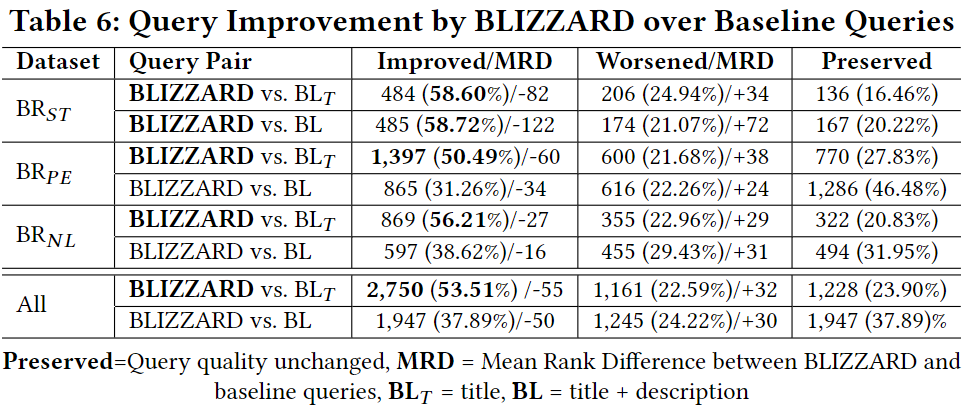 Table 6: Query Improvement by BLIZZARD over Baseline Queries
Dataset Query Pair Improved/MRD Worsened/MRD Preserved
BR_ST BLIZZARD vs. BL_T 484 (58.60%)/-82 206 (24.94%)/+34 136 (16.46%)
BLIZZARD vs. BL 485 (58.72%)/-122 174 (21.07%)/+72 167 (20.22%)
BR_PE BLIZZARD vs. BL_T 1,397 (50.49%)/-60 600 (21.68%)/+38 770 (27.83%)
BLIZZARD vs. BL 865 (31.26%)/-34 616 (22.26%)/+24 1,286 (46.48%)
BR_NL BLIZZARD vs. BL_T 869 (56.21%)/-27 355 (22.96%)/+29 322 (20.83%)
BLIZZARD vs. BL 597 (38.62%)/-16 455 (29.43%)/+31 494 (31.95%)
All BLIZZARD vs. BL_T 2,750 (53.51%) /-55 1,161 (22.59%)/+32 1,228 (23.90%)
BLIZZARD vs. BL 1,947 (37.89%)/-50 1,245 (24.22%)/+30 1,947 (37.89)%
Preserved=Query quality unchanged, MRD = Mean Rank Difference between BLIZZARD and
baseline queries, BL_T = title, BL = title + description